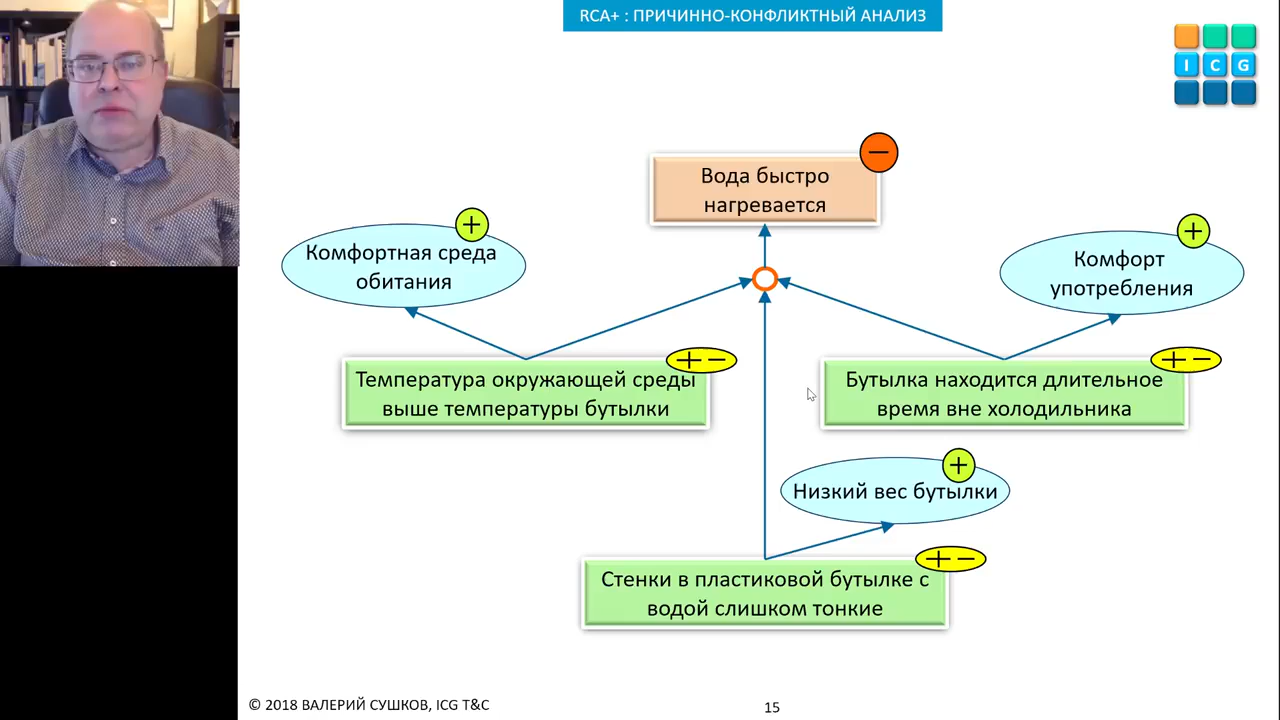 RCA+ : ПРИЧИННО-КОНФЛИКТНЫЙ АНАЛИЗ
I C G
Вода быстро
нагревается
Комфортная среда
обитания
Комфорт
употребления
Температура окружающей среды
выше температуры бутылки
Бутылка находится длительное
время вне холодильника
Низкий вес бутылки
Стенки в пластиковой бутылке с
водой слишком тонкие
© 2018 ВАЛЕРИЙ СУШКОВ, ICG T&C
15